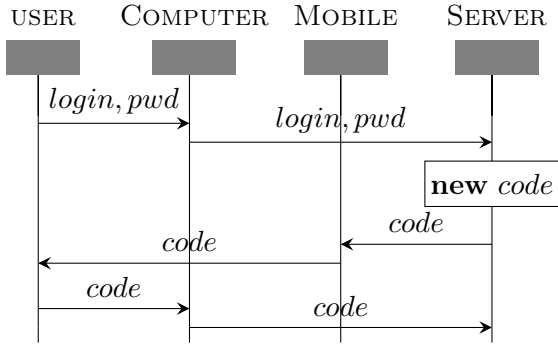 USER COMPUTER MOBILE SERVER
login, pwd
login, pwd
new code
code
code
code
code